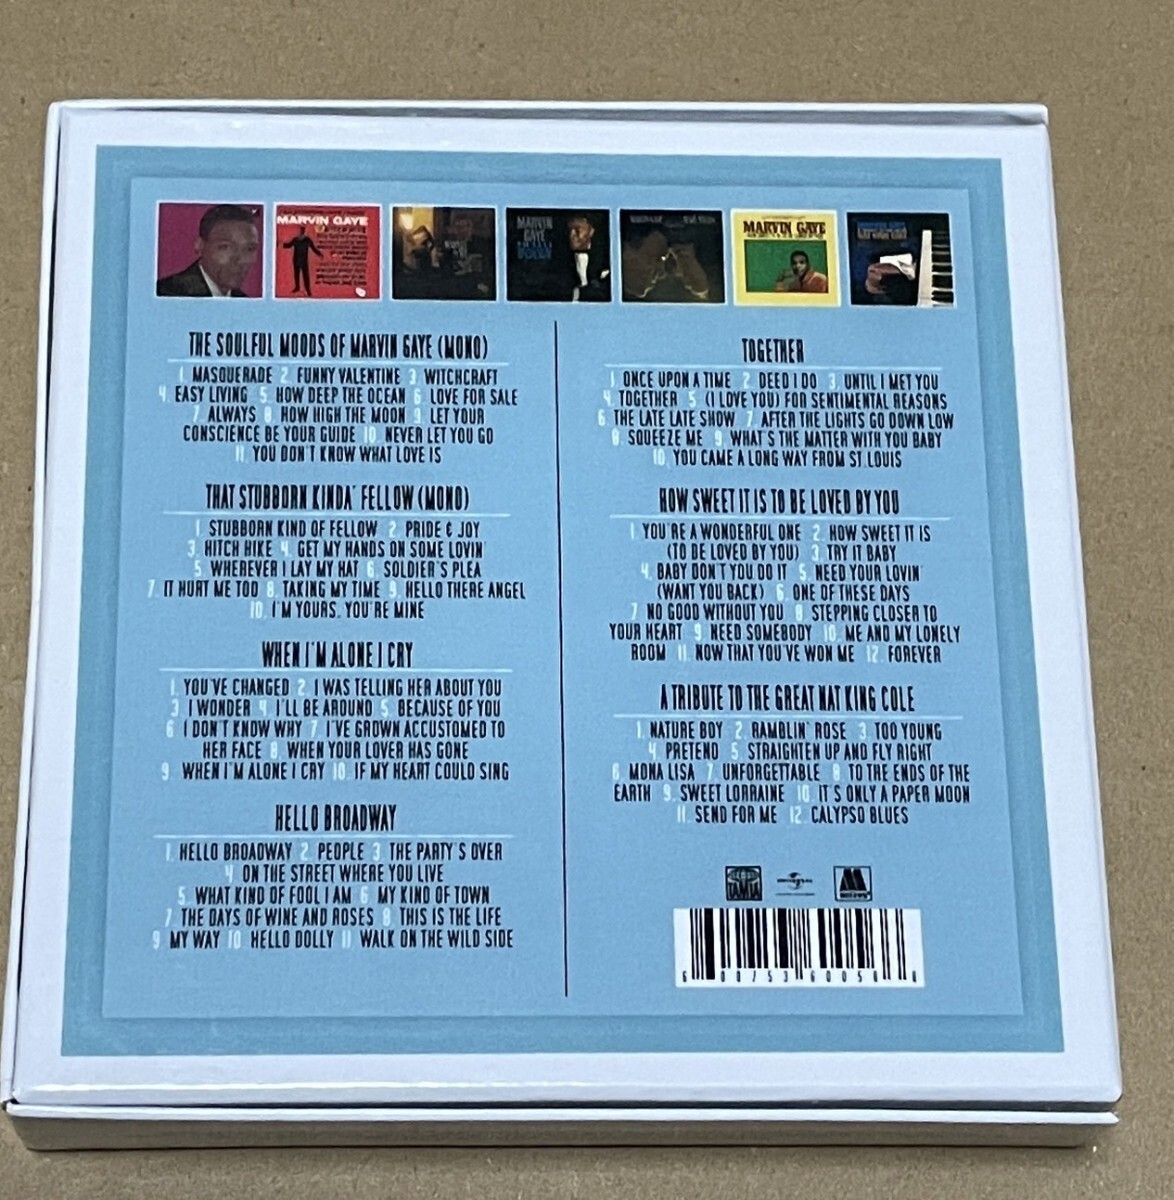 MARVIN GAYE
MARVIN GAYE
MARVIN GAYE
THE SOULFUL MOODS OF MARVIN GAYE (MONO)
1. MASQUERADE 2. FUNNY VALENTINE 3. WITCHCRAFT
4. EASY LIVING 5. HOW DEEP THE OCEAN 6. LOVE FOR SALE
7. ALWAYS 8. HOW HIGH THE MOON 9. LET YOUR
CONSCIENCE BE YOUR GUIDE 10. NEVER LET YOU GO
11. YOU DON'T KNOW WHAT LOVE IS
THAT STUBBORN KINDA' FELLOW (MONO)
1. STUBBORN KIND OF FELLOW 2. PRIDE & JOY
3. HITCH HIKE 4. GET MY HANDS ON SOME LOVIN'
5. WHEREVER I LAY MY HAT 6. SOLDIER'S PLEA
7. IT HURT ME TOO 8. TAKING MY TIME 9. HELLO THERE ANGEL
10. I'M YOURS, YOU'RE MINE
WHEN I'M ALONE I CRY
1. YOU'VE CHANGED 2. I WAS TELLING HER ABOUT YOU
3. I WONDER 4. I'LL BE AROUND 5. BECAUSE OF YOU
6. I DON'T KNOW WHY 7. I'VE GROWN ACCUSTOMED TO
HER FACE 8. WHEN YOUR LOVER HAS GONE
9. WHEN I'M ALONE I CRY 10. IF MY HEART COULD SING
HELLO BROADWAY
1. HELLO BROADWAY 2. PEOPLE 3. THE PARTY'S OVER
4. ON THE STREET WHERE YOU LIVE
5. WHAT KIND OF FOOL I AM 6. MY KIND OF TOWN
7. THE DAYS OF WINE AND ROSES 8. THIS IS THE LIFE
9. MY WAY 10. HELLO DOLLY 11. WALK ON THE WILD SIDE
TOGETHER
1. ONCE UPON A TIME 2. DEED I DO 3. UNTIL I MET YOU
4. TOGETHER 5. (I LOVE YOU) FOR SENTIMENTAL REASONS
6. THE LATE LATE SHOW 7. AFTER THE LIGHTS GO DOWN LOW
8. SQUEEZE ME 9. WHAT'S THE MATTER WITH YOU BABY
10. YOU CAME A LONG WAY FROM ST. LOUIS
HOW SWEET IT IS TO BE LOVED BY YOU
1. YOU'RE A WONDERFUL ONE 2. HOW SWEET IT IS
(TO BE LOVED BY YOU) 3. TRY IT BABY
4. BABY DON'T YOU DO IT 5. NEED YOUR LOVIN'
(WANT YOU BACK) 6. ONE OF THESE DAYS
7. NO GOOD WITHOUT YOU 8. STEPPING CLOSER TO
YOUR HEART 9. NEED SOMEBODY 10. ME AND MY LONELY
ROOM 11. NOW THAT YOU'VE WON ME 12. FOREVER
A TRIBUTE TO THE GREAT NAT KING COLE
1. NATURE BOY 2. RAMBLIN' ROSE 3. TOO YOUNG
4. PRETEND 5. STRAIGHTEN UP AND FLY RIGHT
6. MONA LISA 7. UNFORGETTABLE 8. TO THE ENDS OF THE
EARTH 9. SWEET LORRAINE 10. IT'S ONLY A PAPER MOON
11. SEND FOR ME 12. CALYPSO BLUES
TAMLA
M